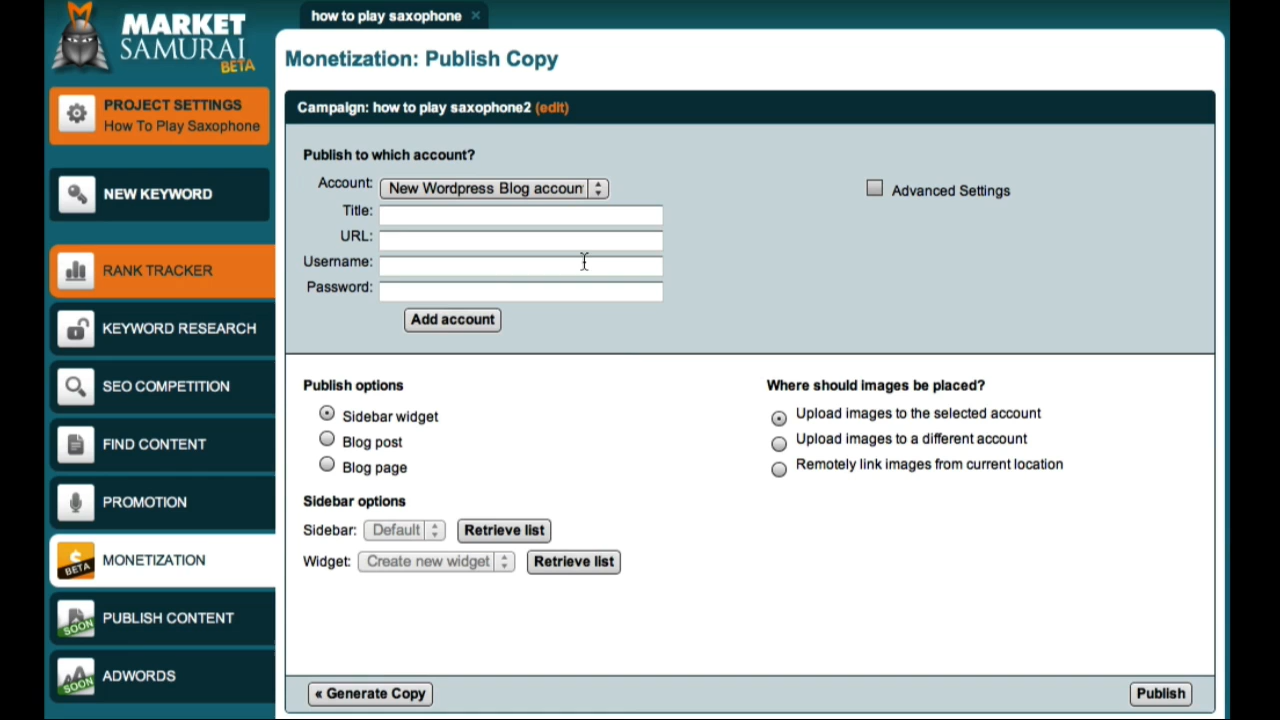 MARKET
SAMURAI
BETA
how to play saxophone
PROJECT SETTINGS
How To Play Saxophone
NEW KEYWORD
RANK TRACKER
KEYWORD RESEARCH
SEO COMPETITION
FIND CONTENT
PROMOTION
BETA
MONETIZATION
SOON
PUBLISH CONTENT
SOON
ADWORDS
Monetization: Publish Copy
Campaign: how to play saxophone2 (edit)
Publish to which account?
Account: New Wordpress Blog accoun
Advanced Settings
Title:
URL:
Username:
Password:
Add account
Publish options
Sidebar widget
Blog post
Blog page
Where should images be placed?
Upload images to the selected account
Upload images to a different account
Remotely link images from current location
Sidebar options
Sidebar: Default Retrieve list
Widget: Create new widget Retrieve list
« Generate Copy
Publish